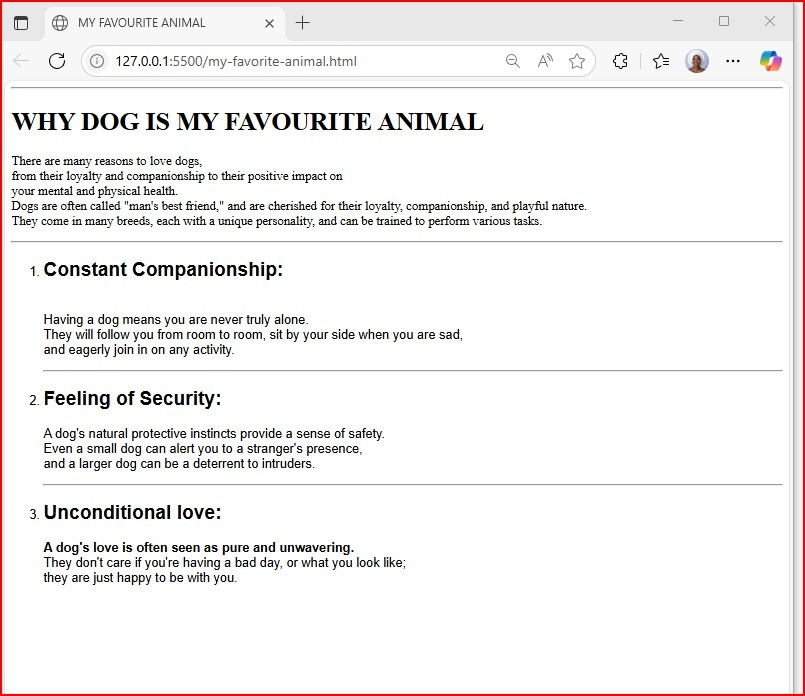 MY FAVOURITE ANIMAL
127.0.0.1:5500/my-favorite-animal.html
WHY DOG IS MY FAVOURITE ANIMAL
There are many reasons to love dogs,
from their loyalty and companionship to their positive impact on
your mental and physical health.
Dogs are often called "man's best friend," and are cherished for their loyalty, companionship, and playful nature.
They come in many breeds, each with a unique personality, and can be trained to perform various tasks.
1. Constant Companionship:
Having a dog means you are never truly alone.
They will follow you from room to room, sit by your side when you are sad,
and eagerly join in on any activity.
2. Feeling of Security:
A dog's natural protective instincts provide a sense of safety.
Even a small dog can alert you to a stranger's presence,
and a larger dog can be a deterrent to intruders.
3. Unconditional love:
A dog's love is often seen as pure and unwavering.
They don't care if you're having a bad day, or what you look like;
they are just happy to be with you.